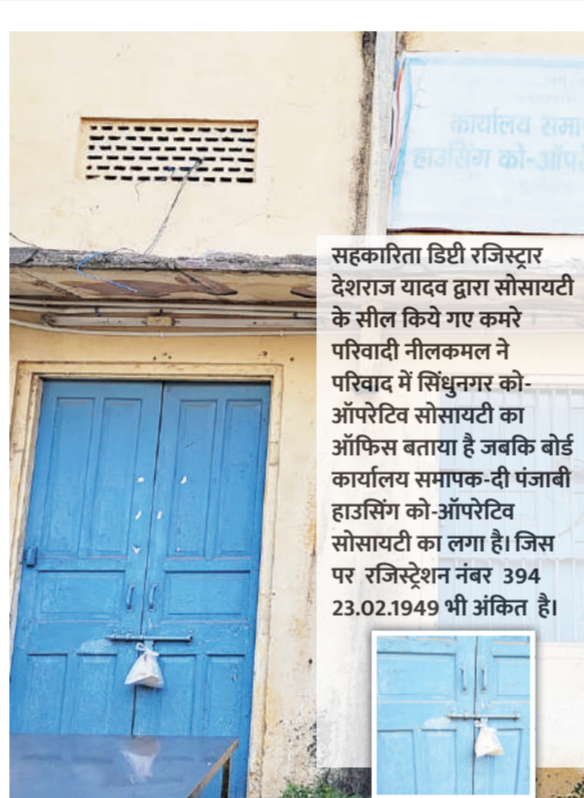 कार्यालय समा
हाउसिंग को-ऑप
सहकारिता डिप्टी रजिस्ट्रार
देशराज यादव द्वारा सोसायटी
के सील किये गए कमरे
परिवादी नीलकमल ने
परिवाद में सिंधुनगर को-
ऑपरेटिव सोसायटी का
ऑफिस बताया है जबकि बोर्ड
कार्यालय समापक-दी पंजाबी
हाउसिंग को-ऑपरेटिव
सोसायटी का लगा है। जिस
पर रजिस्ट्रेशन नंबर 394
23.02.1949 भी अंकित है।